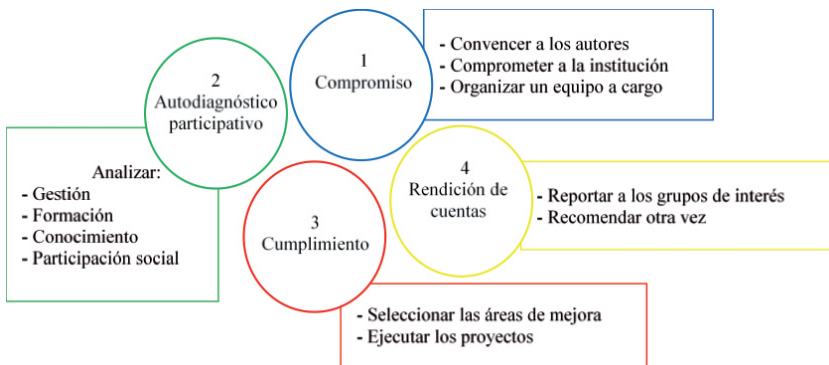 1
Compromiso
- Convencer a los autores
- Comprometer a la institución
- Organizar un equipo a cargo
2
Autodiagnóstico
participativo
Analizar:
- Gestión
- Formación
- Conocimiento
- Participación social
3
Cumplimiento
- Seleccionar las áreas de mejora
- Ejecutar los proyectos
4
Rendición de
cuentas
- Reportar a los grupos de interés
- Recomendar otra vez